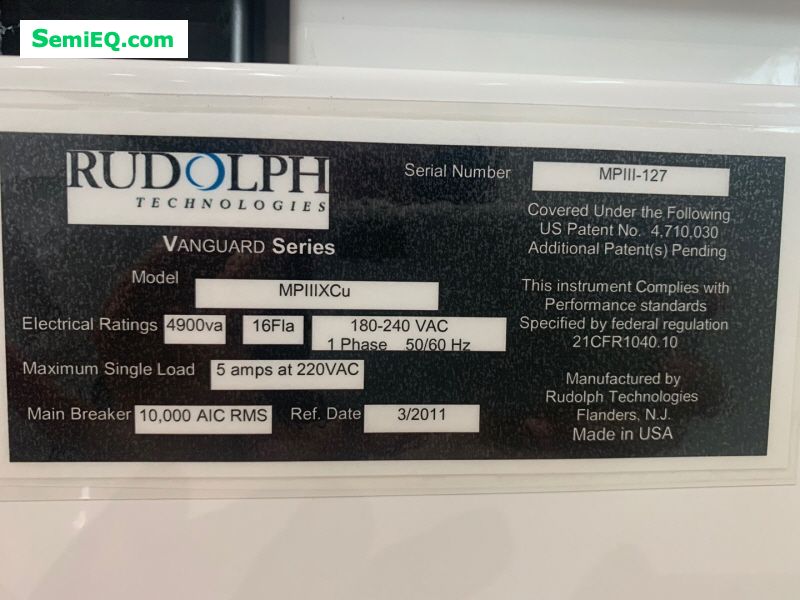 SemiEQ.com
RUDOLPH
TECHNOLOGIES
VANGUARD Series
Serial Number MPIII-127
Covered Under the Following
US Patent No. 4,710,030
Additional Patent(s) Pending
Model MPIIIXCu
This instrument Complies with
Performance standards
Specified by federal regulation
21CFR1040.10
Electrical Ratings 4900va 16Fla 180-240 VAC
1 Phase 50/60 Hz
Maximum Single Load 5 amps at 220VAC
Main Breaker 10,000 AIC RMS Ref. Date 3/2011
Manufactured by
Rudolph Technologies
Flanders, N.J.
Made in USA